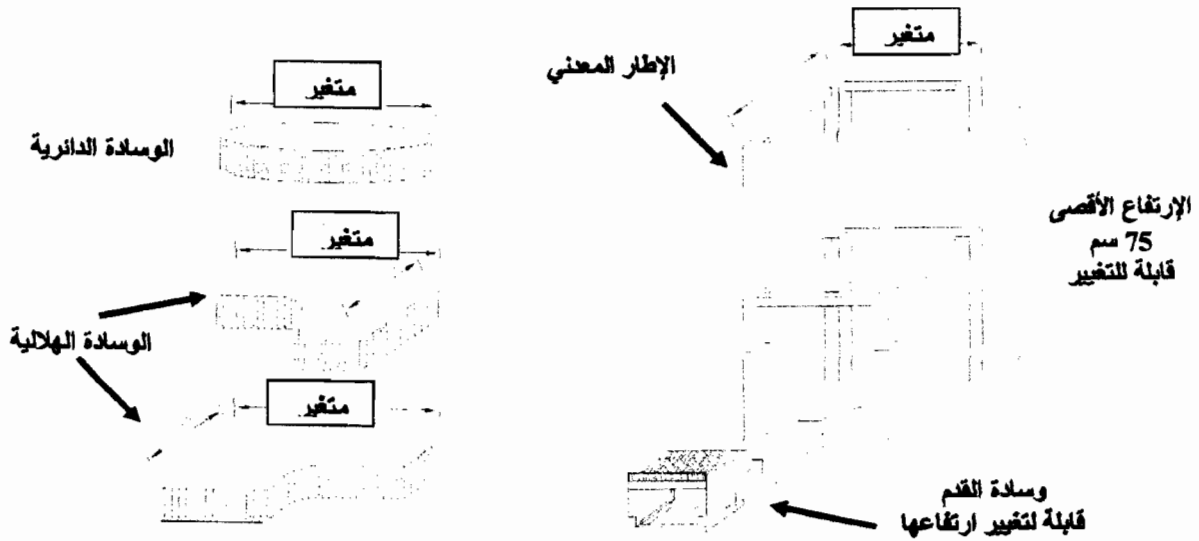 متغير
الإطار المعدني
متغير
الوسادة الدائرية
الإرتفاع الأقصى
75 سم
قابلة للتغيير
متغير
الوسادة الهلالية
متغير
وسادة القدم
قابلة لتغيير ارتفاعها